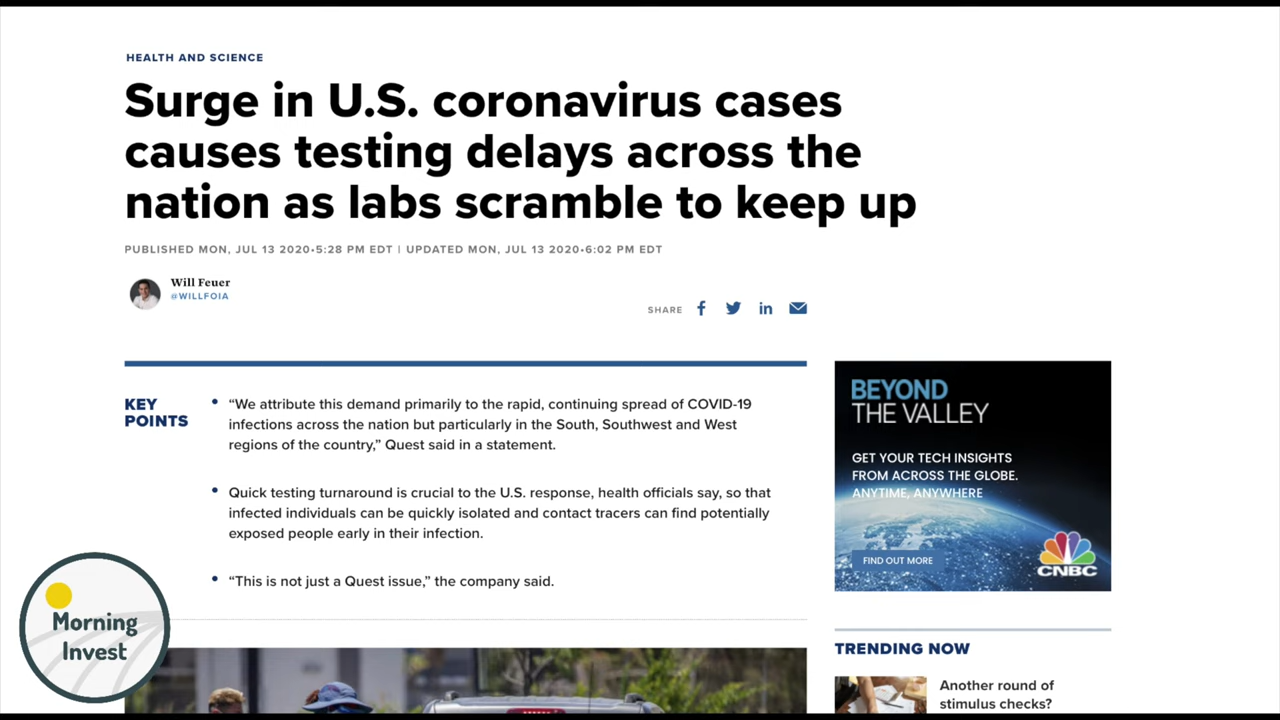 HEALTH AND SCIENCE
Surge in U.S. coronavirus cases
causes testing delays across the
nation as labs scramble to keep up
PUBLISHED MON, JUL 13 2020•5:28 PM EDT | UPDATED MON, JUL 13 2020•6:02 PM EDT
Will Feuer
@WILLFOIA
SHARE
KEY
POINTS
“We attribute this demand primarily to the rapid, continuing spread of COVID-19
infections across the nation but particularly in the South, Southwest and West
regions of the country,” Quest said in a statement.
Quick testing turnaround is crucial to the U.S. response, health officials say, so that
infected individuals can be quickly isolated and contact tracers can find potentially
exposed people early in their infection.
“This is not just a Quest issue,” the company said.
BEYOND
THE VALLEY
GET YOUR TECH INSIGHTS
FROM ACROSS THE GLOBE.
ANYTIME, ANYWHERE
FIND OUT MORE
CNBC
TRENDING NOW
Another round of
stimulus checks?
Morning
Invest